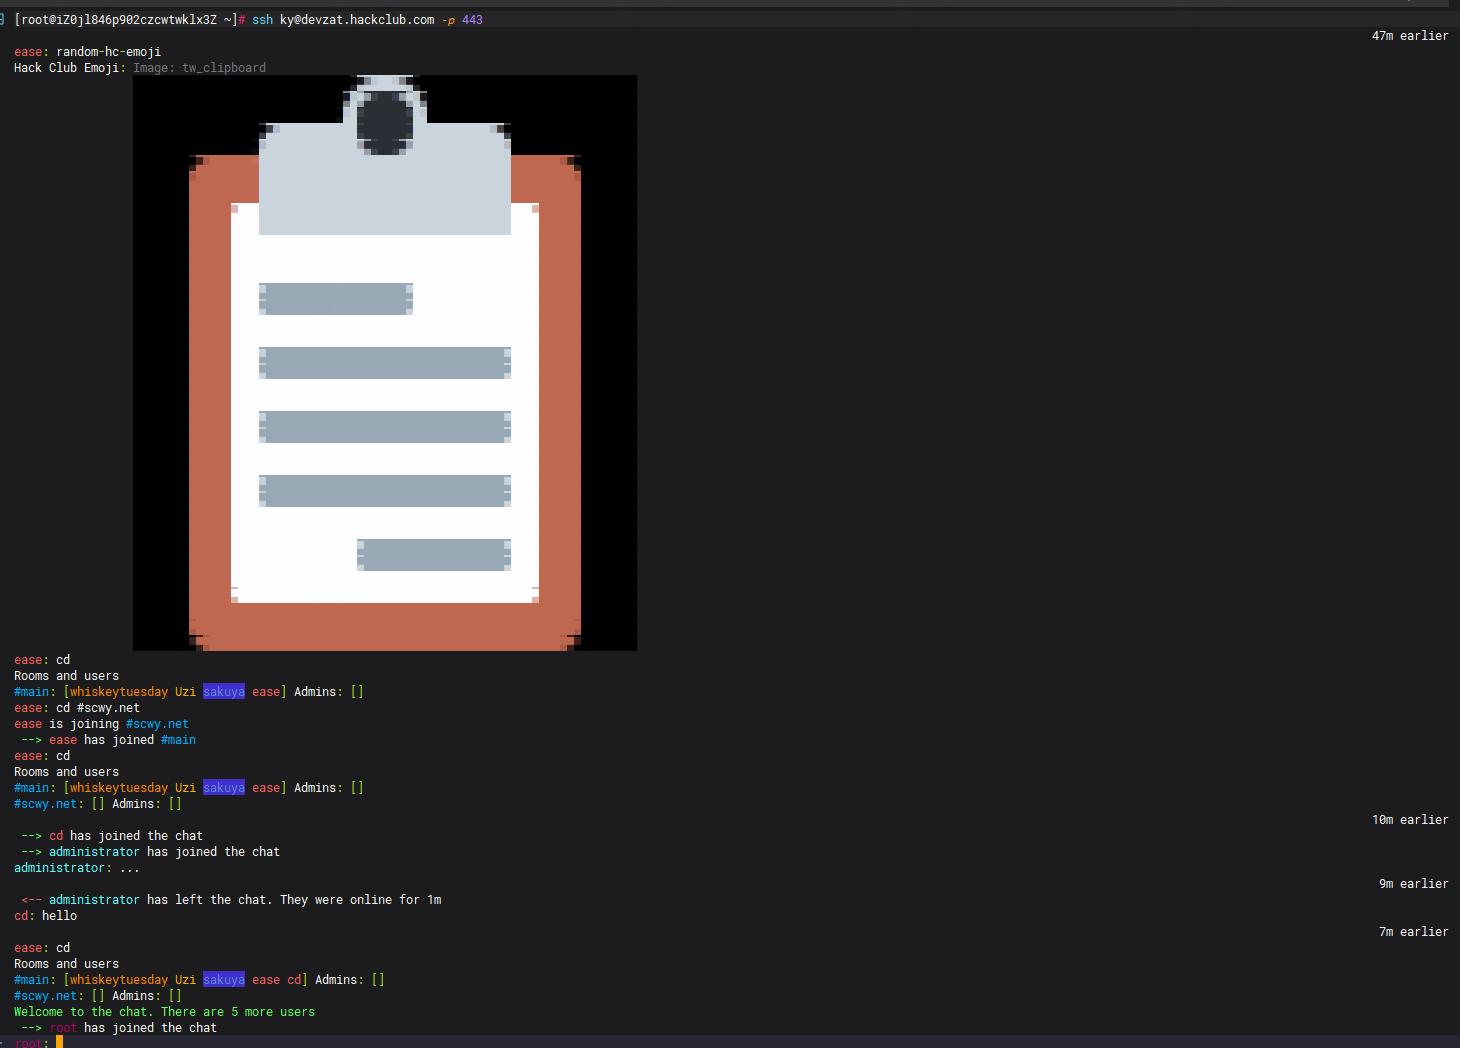 [root@iZ0jl846p902czcwtwklx3Z ~]# ssh ky@devzat.hackclub.com -p 443
47m earlier
ease: random-hc-emoji
Hack Club Emoji: Image: tw_clipboard
ease: cd
Rooms and users
#main: [whiskeytuesday Uzi sakuya ease] Admins: []
ease: cd #scwy.net
ease is joining #scwy.net
--> ease has joined #main
ease: cd
Rooms and users
#main: [whiskeytuesday Uzi sakuya ease] Admins: []
#scwy.net: [] Admins: []
10m earlier
--> cd has joined the chat
--> administrator has joined the chat
administrator: ...
9m earlier
<-- administrator has left the chat. They were online for 1m
cd: hello
7m earlier
ease: cd
Rooms and users
#main: [whiskeytuesday Uzi sakuya ease cd] Admins: []
#scwy.net: [] Admins: []
Welcome to the chat. There are 5 more users
--> root has joined the chat
root: